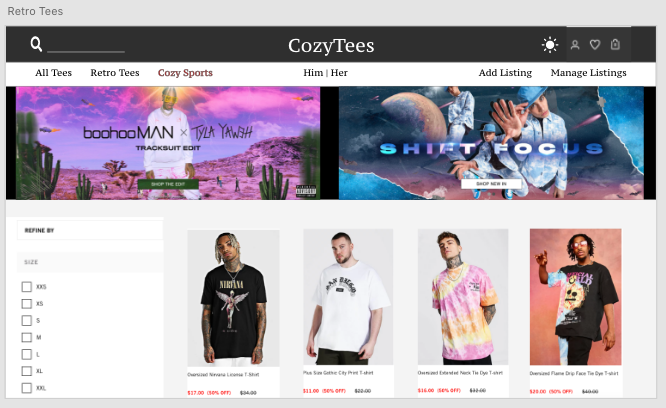 Retro Tees
CozyTees
All Tees Retro Tees Cozy Sports Him | Her Add Listing Manage Listings
boohooMAN × TYLA YAWEH
TRACKSUIT EDIT
SHOP THE EDIT
SHIFT FOCUS
SHOP NEW IN
REFINE BY
SIZE
XXS
XS
S
M
L
XL
XXL
NIRVANA
SAN DIEGO
Oversized Nirvana License T-Shirt
$17.00 (50% OFF) $34.00
Plus Size Gothic City Print T-shirt
$11.00 (50% OFF) $22.00
Oversized Extended Neck Tie Dye T-shirt
$16.00 (50% OFF) $32.00
Oversized Flame Drip Face Tie Dye T-shirt
$20.00 (50% OFF) $40.00